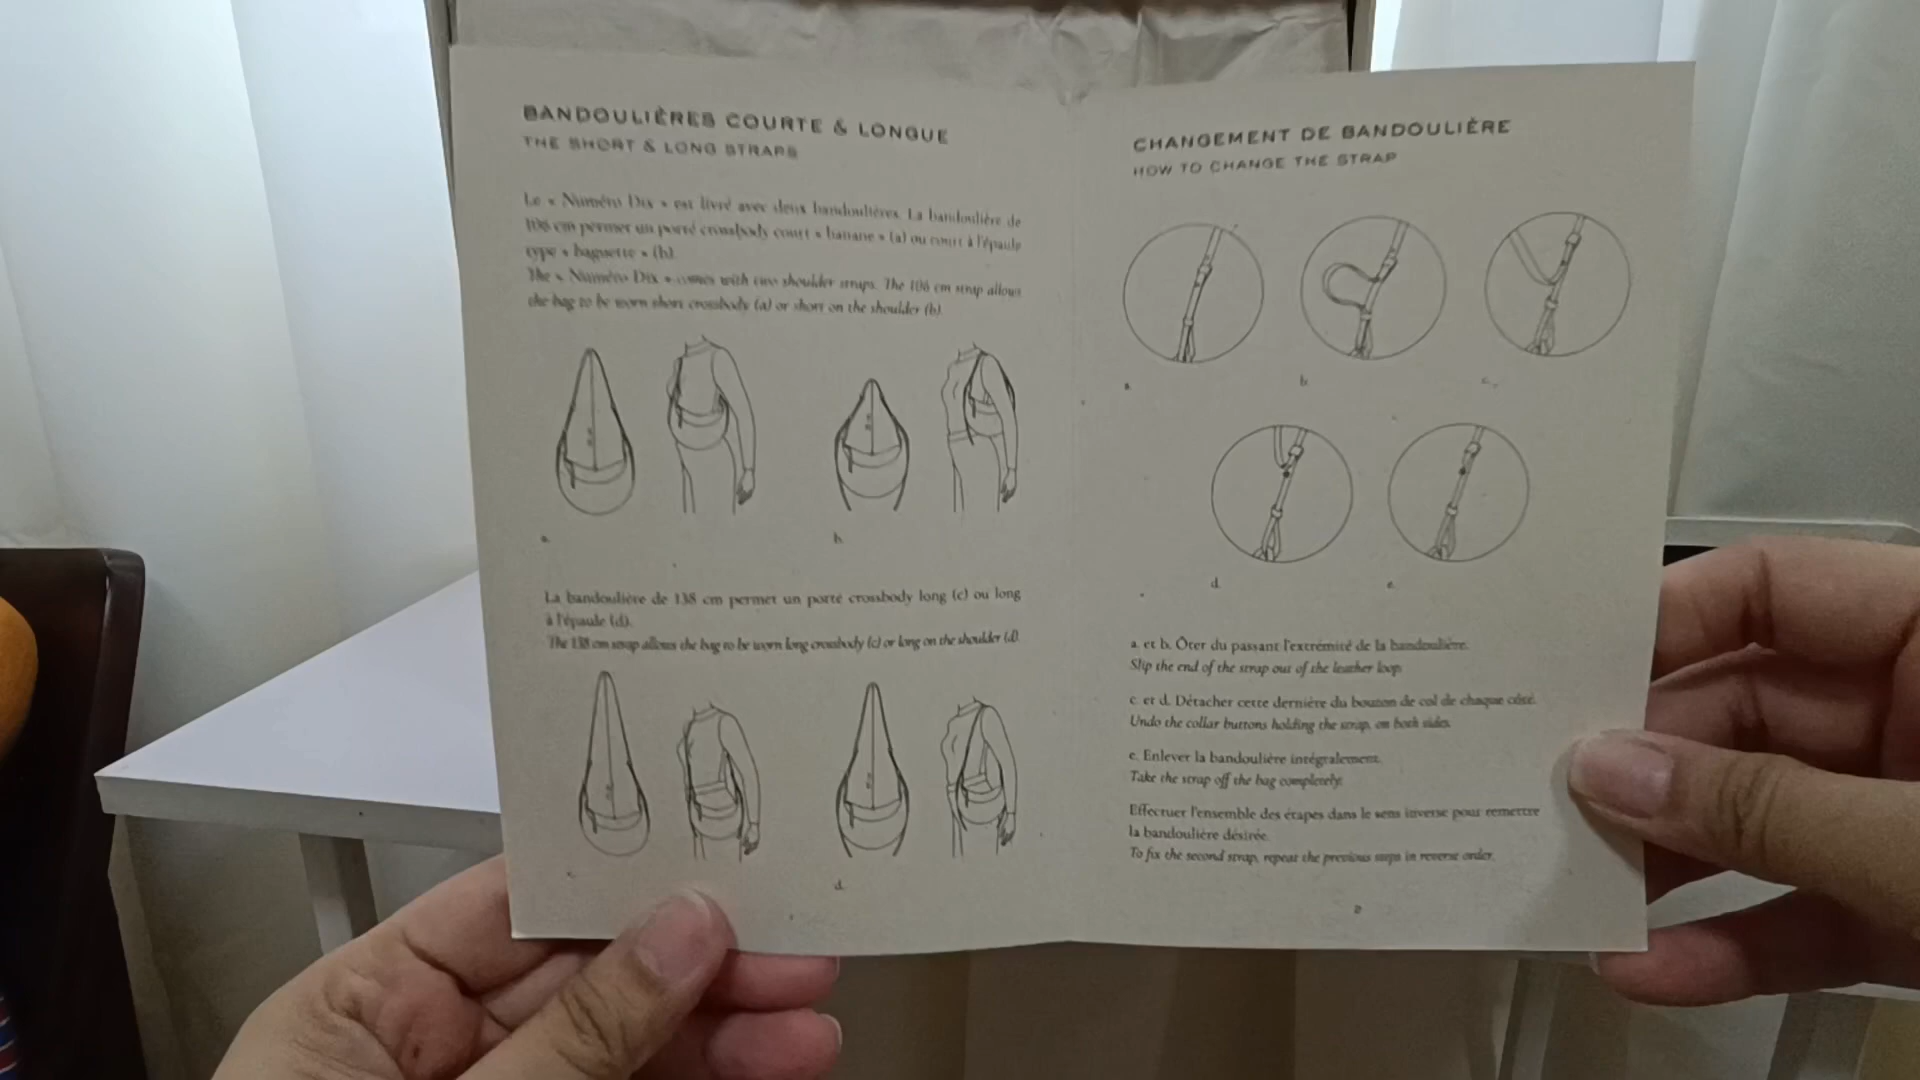 BANDOULIÈRES COURTE & LONGUE
THE SHORT & LONG STRAPS
Le « Numéro Dix » est livré avec deux bandoulières. La bandoulière de
106 cm permet un porté crossbody court « banane » (a) ou court à l'épaule
type « baguette » (b).
The « Numéro Dix » comes with two shoulder straps. The 106 cm strap allows
the bag to be worn short crossbody (a) or short on the shoulder (b).
a.
b.
La bandoulière de 138 cm permet un porté crossbody long (c) ou long
à l'épaule (d).
The 138 cm strap allows the bag to be worn long crossbody (c) or long on the shoulder (d).
c.
d.
CHANGEMENT DE BANDOULIÈRE
HOW TO CHANGE THE STRAP
a.
b.
c.
d.
e.
a. et b. Ôter du passant l'extrémité de la bandoulière.
Slip the end of the strap out of the leather loop.
c. et d. Détacher cette dernière du bouton de col de chaque côté.
Undo the collar buttons holding the strap, on both sides.
e. Enlever la bandoulière intégralement.
Take the strap off the bag completely.
Effectuer l'ensemble des étapes dans le sens inverse pour remettre
la bandoulière désirée.
To fix the second strap, repeat the previous steps in reverse order.